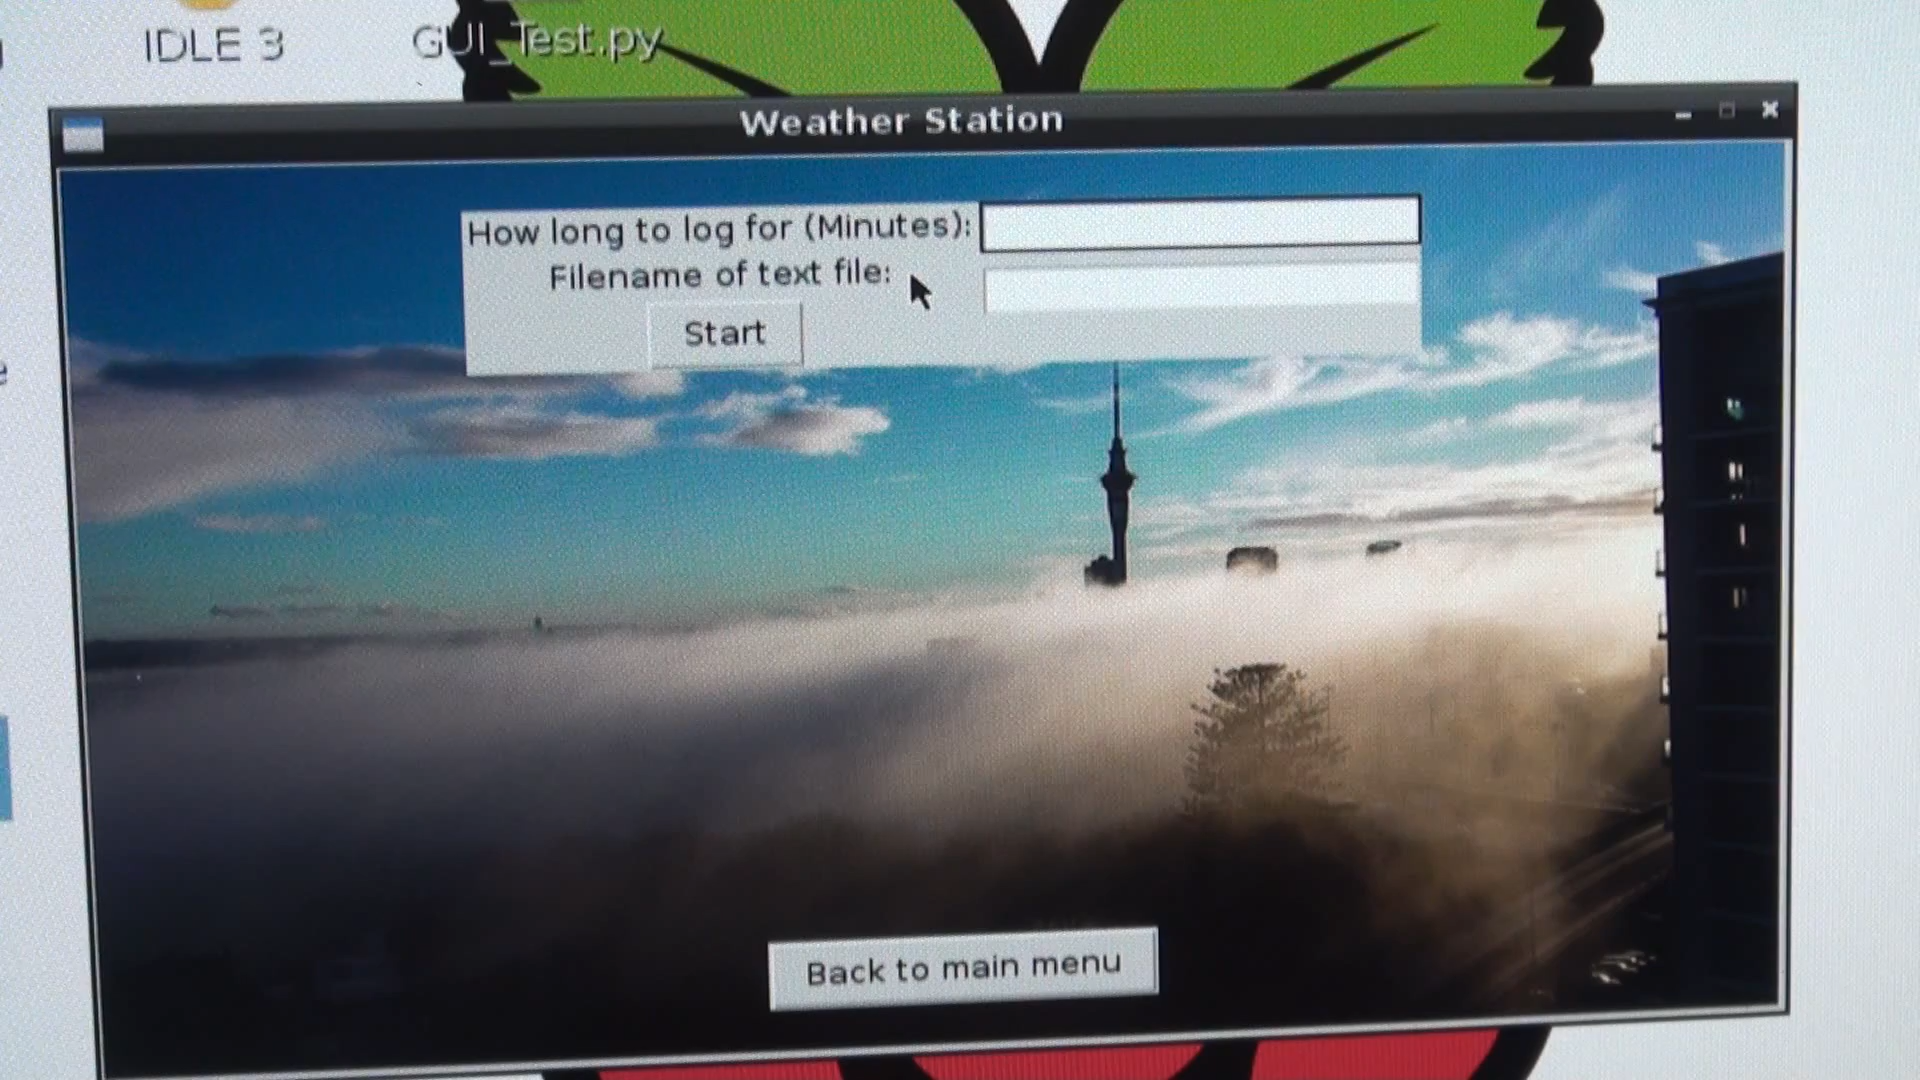 IDLE 3
GUI_Test.py
Weather Station
How long to log for (Minutes):
Filename of text file:
Start
Back to main menu